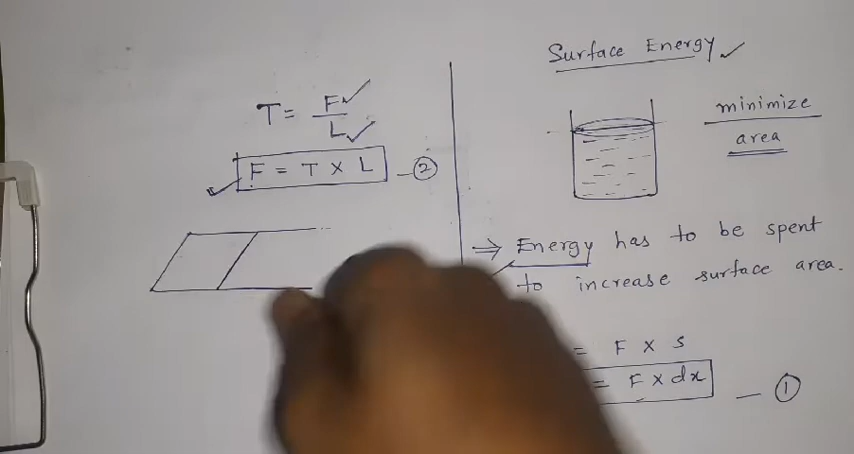 T = F/L
F = T X L — ②
Surface Energy
minimize
area
⇒ Energy has to be spent
to increase surface area.
= F X s
= F X dx — ①